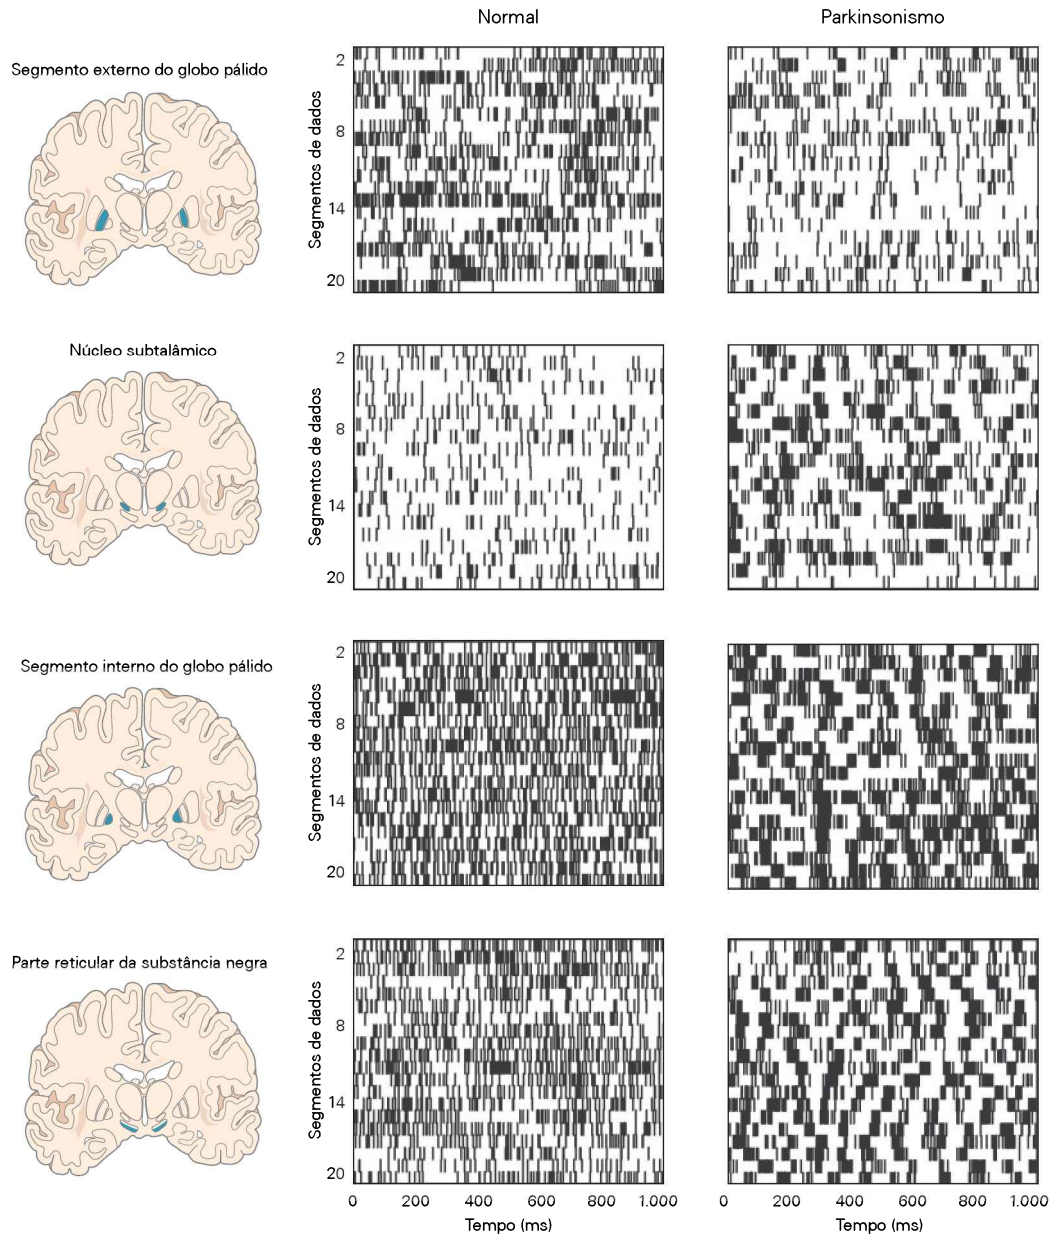 Normal
Parkinsonismo
Segmento externo do globo pálido
Segmentos de dados
2
8
14
20
Núcleo subtalâmico
Segmentos de dados
2
8
14
20
Segmento interno do globo pálido
Segmentos de dados
2
8
14
20
Parte reticular da substância negra
Segmentos de dados
2
8
14
20
0 200 400 600 800 1.000
Tempo (ms)
0 200 400 600 800 1.000
Tempo (ms)